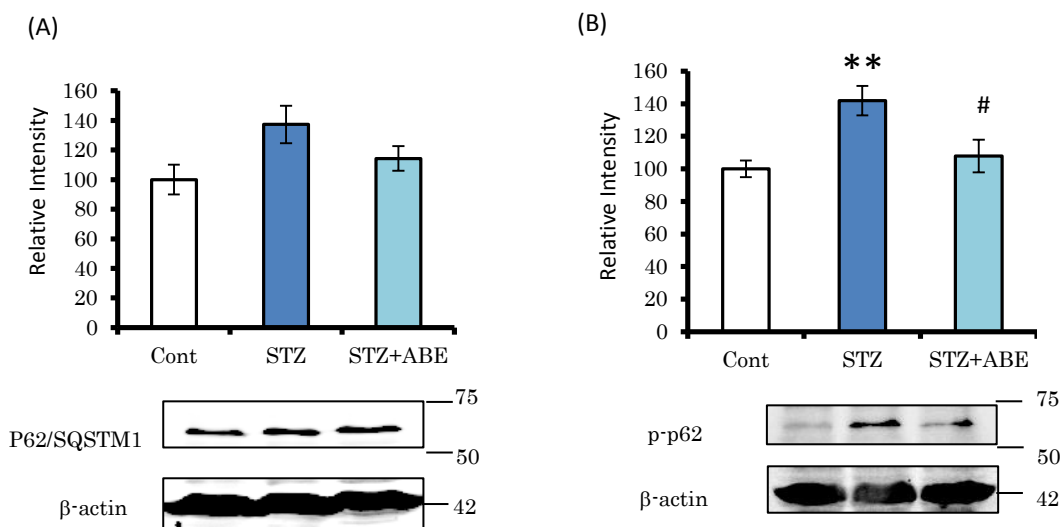 (A)
Relative Intensity
160
140
120
100
80
60
40
20
0
Cont STZ STZ+ABE
P62/SQSTM1
75
50
β-actin
42
(B)
Relative Intensity
160
140
120
100
80
60
40
20
0
**
#
Cont STZ STZ+ABE
p-p62
75
50
β-actin
42